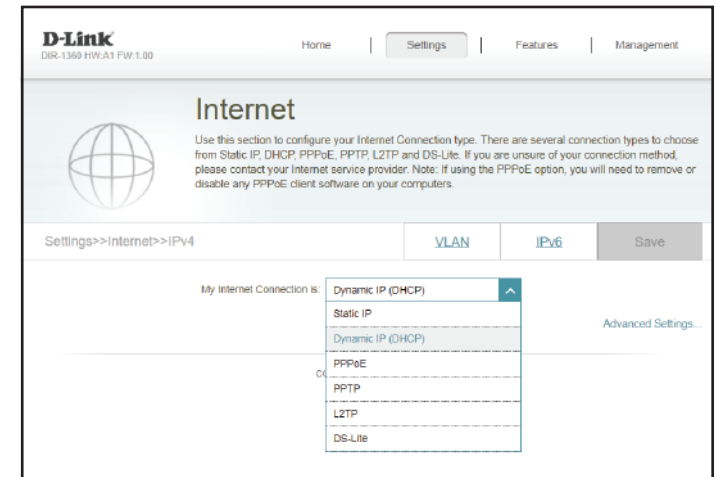 D-Link
DIR-1360 HW:A1 FW:1.00
Home
Settings
Features
Management
Internet
Use this section to configure your Internet Connection type. There are several connection types to choose
from Static IP, DHCP, PPPoE, PPTP, L2TP and DS-Lite. If you are unsure of your connection method,
please contact your Internet service provider. Note: If using the PPPoE option, you will need to remove or
disable any PPPoE client software on your computers.
Settings>>Internet>>IPv4
VLAN
IPv6
Save
My Internet Connection is:
Dynamic IP (DHCP)
Static IP
Advanced Settings...
Dynamic IP (DHCP)
PPPoE
PPTP
L2TP
DS-Lite